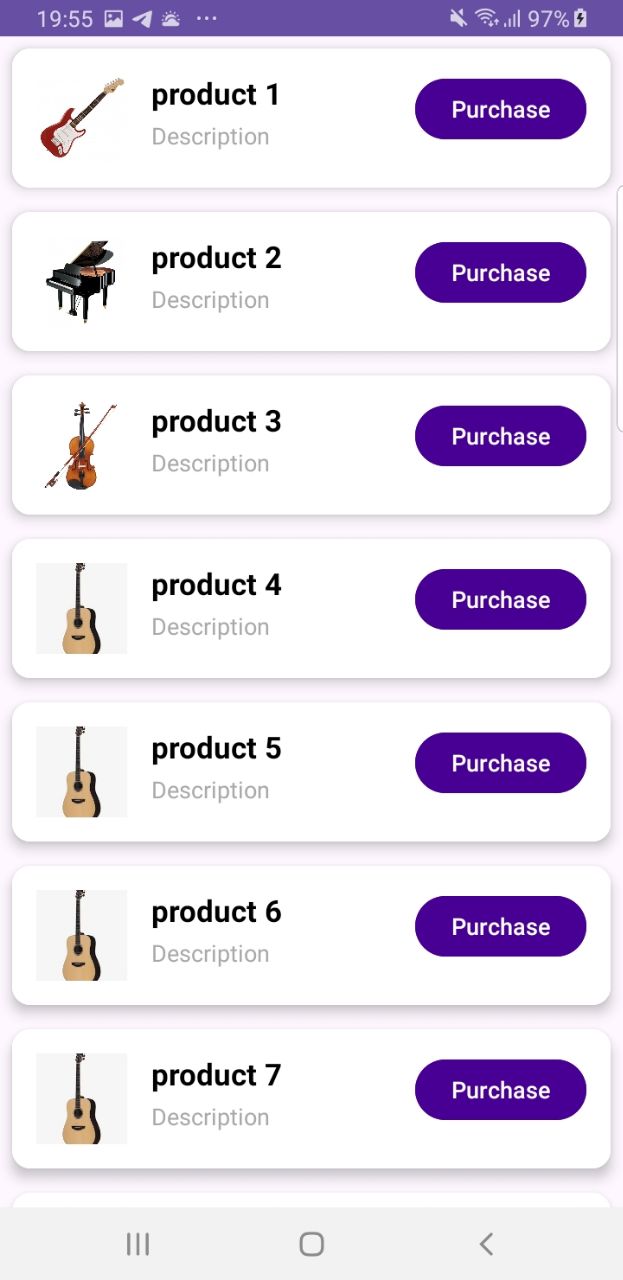 19:55 97%
product 1
Description
Purchase
product 2
Description
Purchase
product 3
Description
Purchase
product 4
Description
Purchase
product 5
Description
Purchase
product 6
Description
Purchase
product 7
Description
Purchase